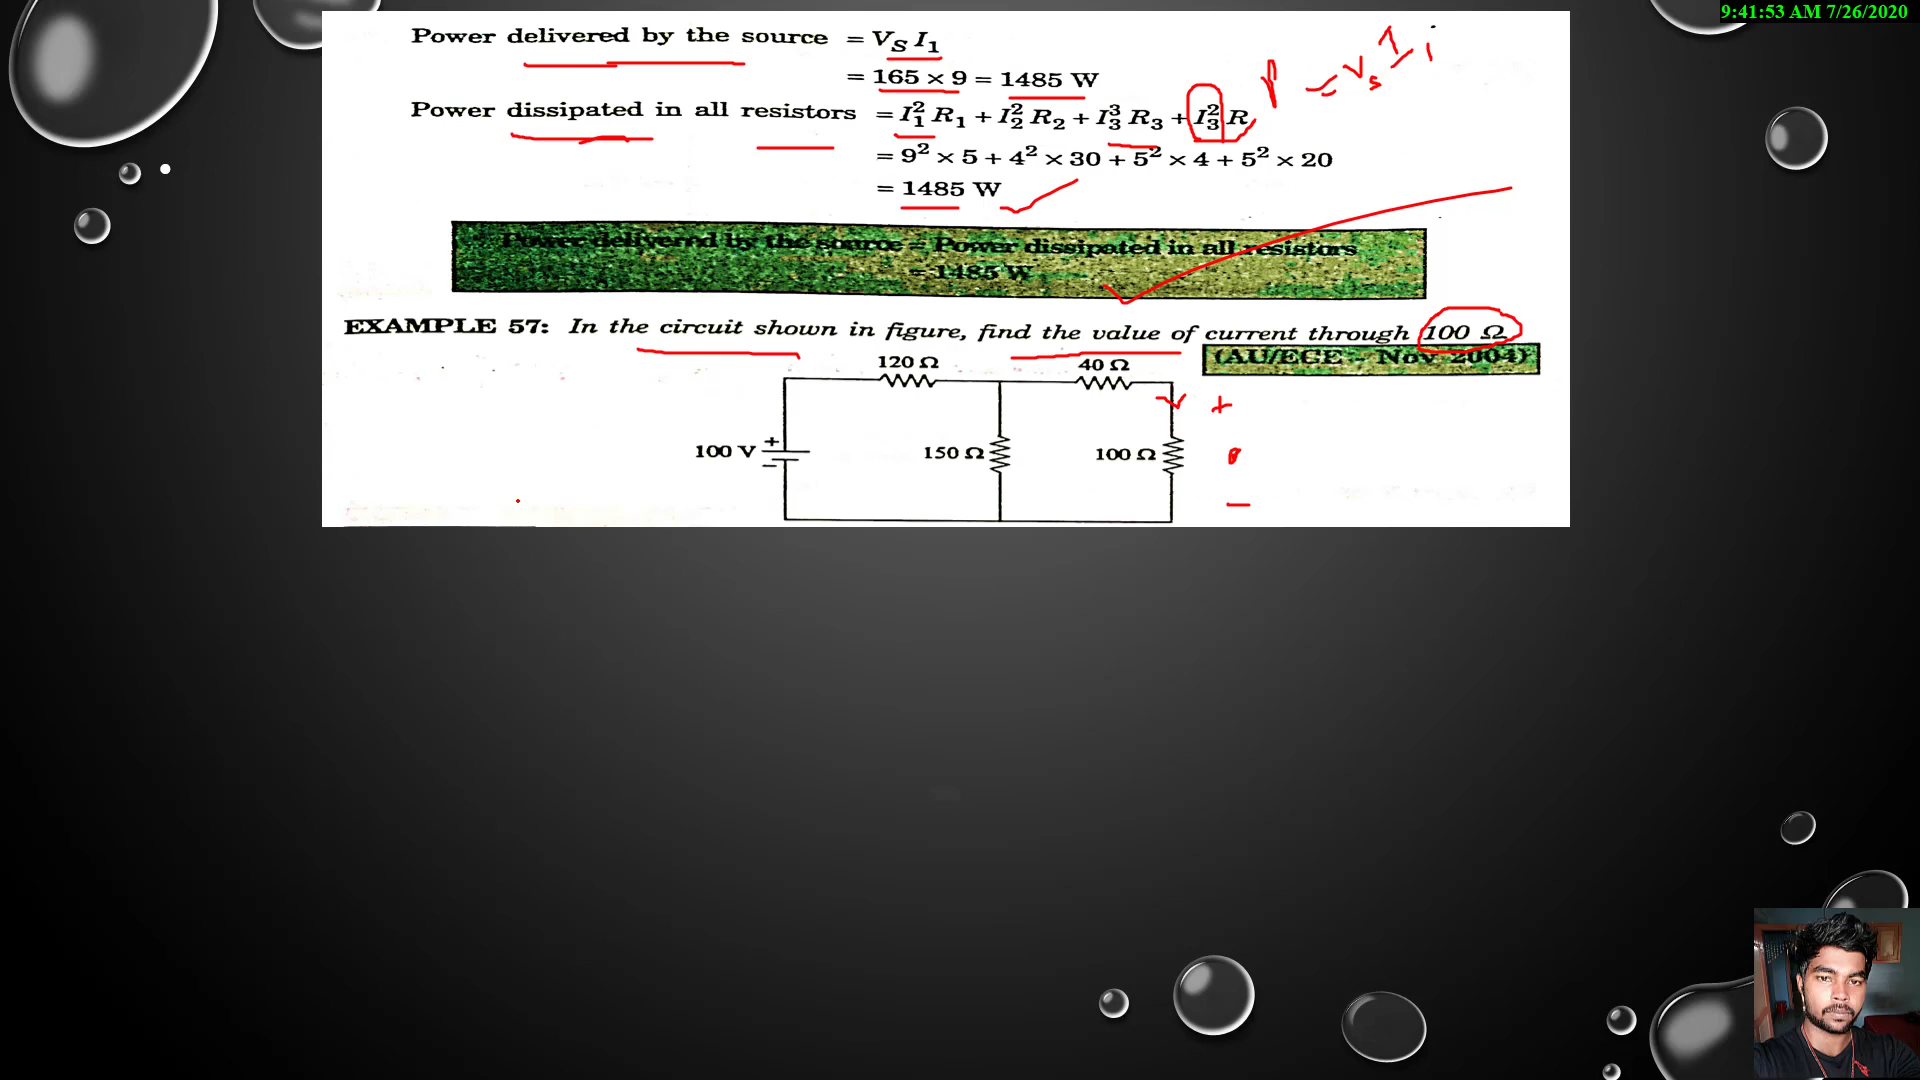 9:41:53 AM 7/26/2020
Power delivered by the source = V_S I_1
= 165 × 9 = 1485 W
P = V_s I_1
Power dissipated in all resistors = I_1^2 R_1 + I_2^2 R_2 + I_3^3 R_3 + I_3^2 R
= 9^2 × 5 + 4^2 × 30 + 5^2 × 4 + 5^2 × 20
= 1485 W
Power delivered by the source = Power dissipated in all resistors
= 1485 W
EXAMPLE 57: In the circuit shown in figure, find the value of current through 100 Ω.
(AU/ECE – Nov 2004)
120 Ω
40 Ω
+
100 V
+
−
150 Ω
100 Ω
−